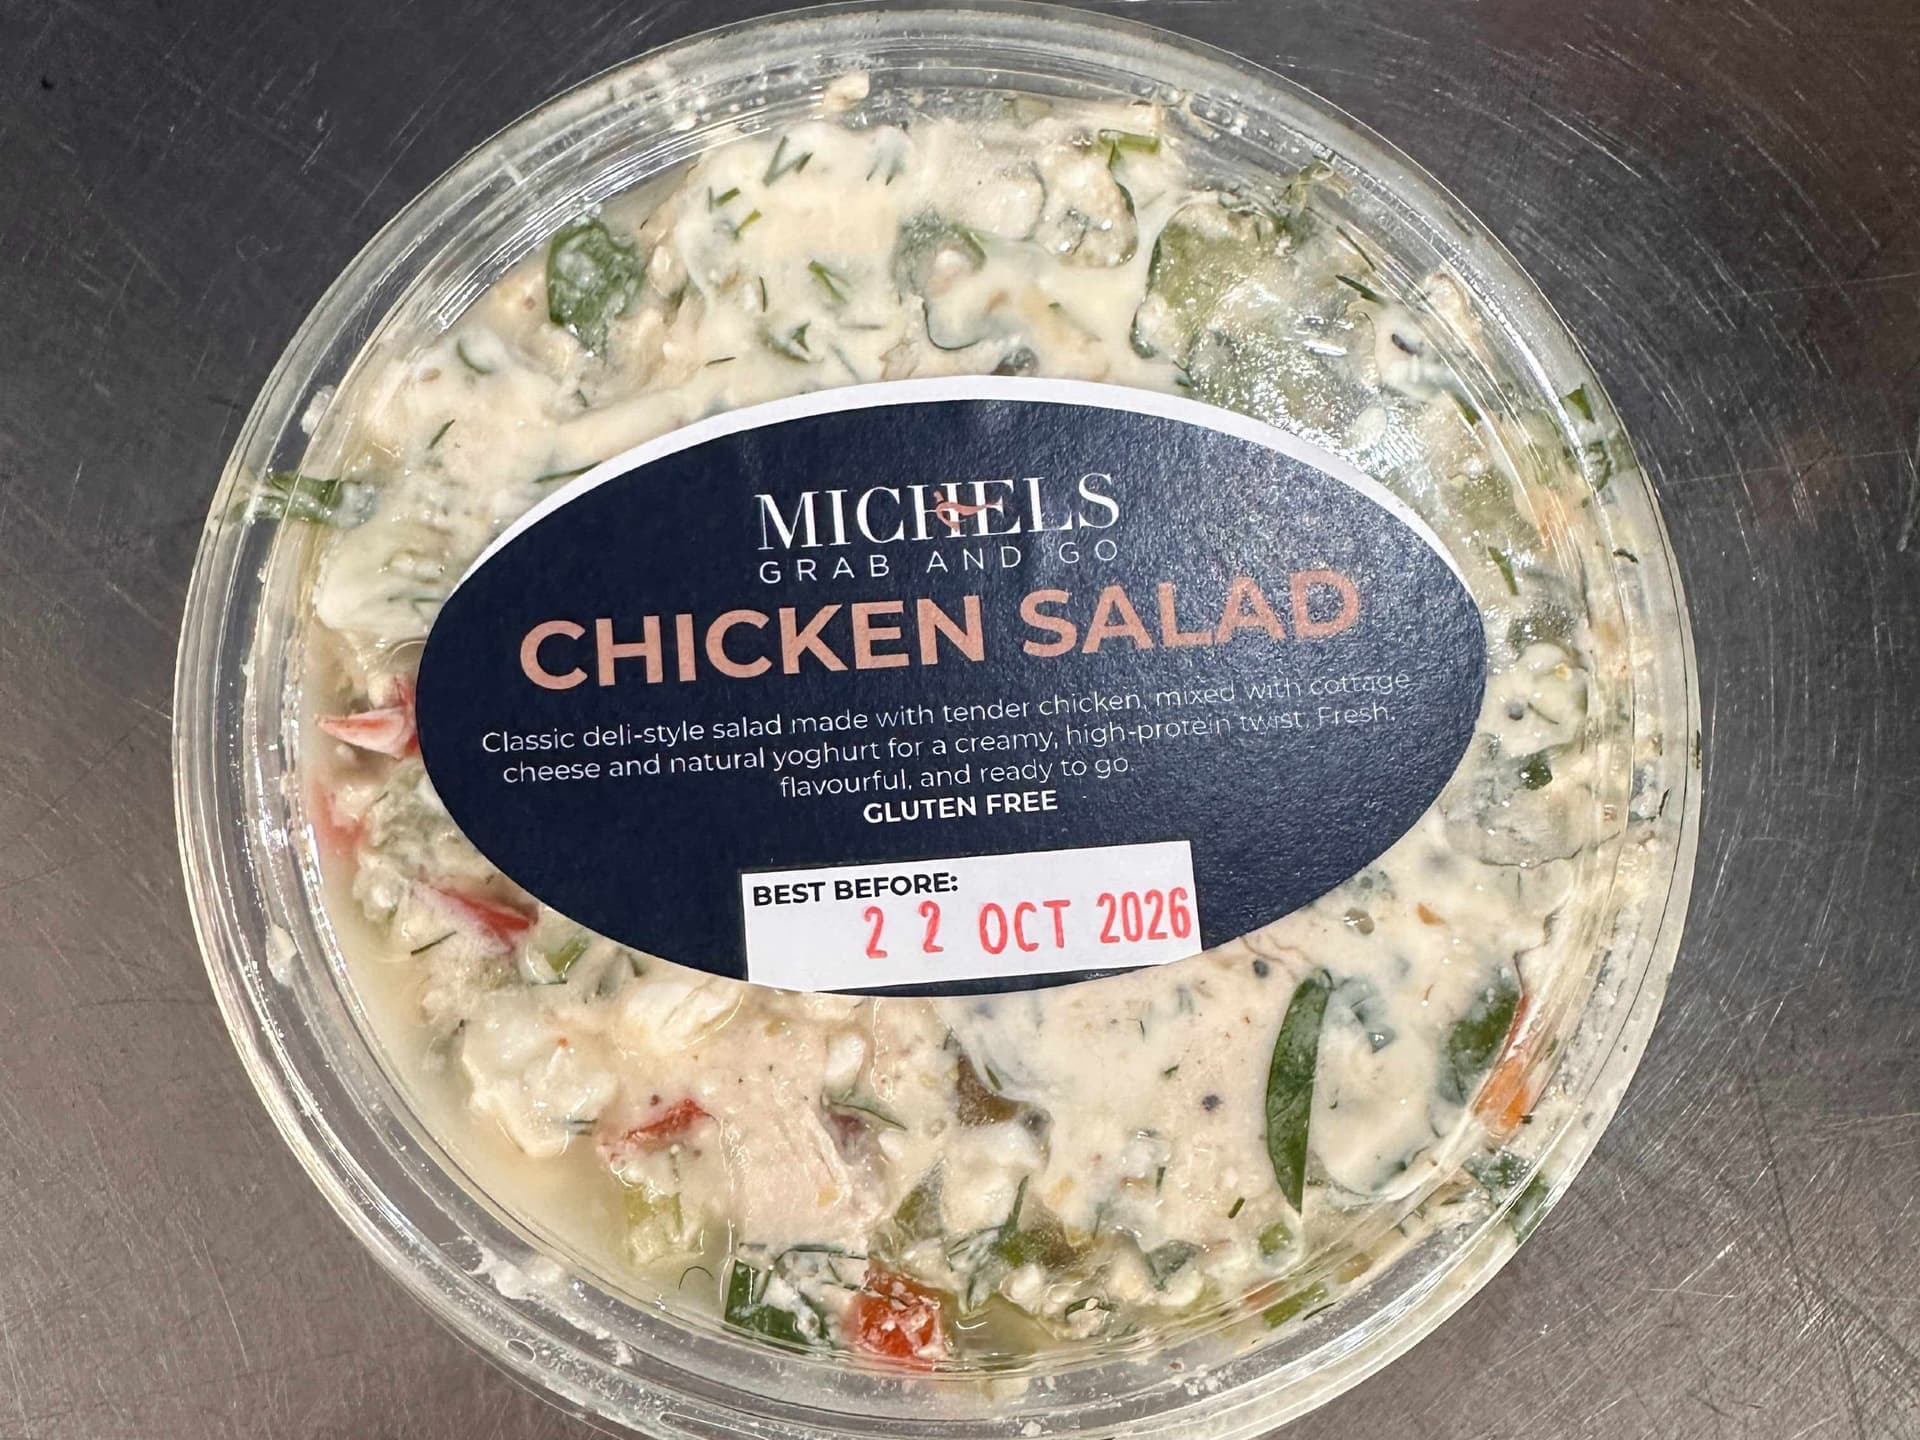 MICHELS
GRAB AND GO
CHICKEN SALAD
Classic deli-style salad made with tender chicken, mixed with cottage
cheese and natural yoghurt for a creamy, high-protein twist. Fresh,
flavourful, and ready to go.
GLUTEN FREE
BEST BEFORE:
22 OCT 2026